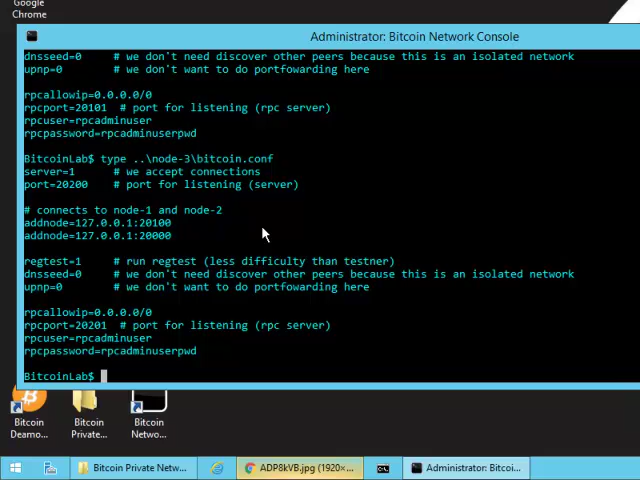 Google
Chrome
Administrator: Bitcoin Network Console
dnsseed=0 # we don't need discover other peers because this is an isolated network
upnp=0 # we don't want to do portfowarding here
rpcallowip=0.0.0.0/0
rpcport=20101 # port for listening (rpc server)
rpcuser=rpcadminuser
rpcpassword=rpcadminuserpwd
BitcoinLab$ type ..\node-3\bitcoin.conf
server=1 # we accept connections
port=20200 # port for listening (server)
# connects to node-1 and node-2
addnode=127.0.0.1:20100
addnode=127.0.0.1:20000
regtest=1 # run regtest (less difficulty than testner)
dnsseed=0 # we don't need discover other peers because this is an isolated network
upnp=0 # we don't want to do portfowarding here
rpcallowip=0.0.0.0/0
rpcport=20201 # port for listening (rpc server)
rpcuser=rpcadminuser
rpcpassword=rpcadminuserpwd
BitcoinLab$
Bitcoin
Deamo...
Bitcoin
Private...
Bitcoin
Netwo...
Bitcoin Private Netw...
ADP8kVB.jpg (1920×...
Administrator: Bitcoi...